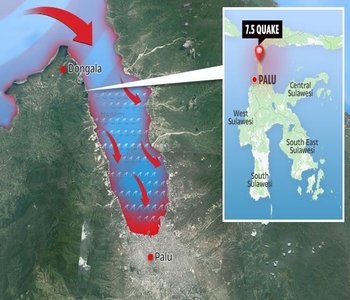 7.5 QUAKE
Dongala
PALU
Central
Sulawesi
West
Sulawesi
South East
Sulawesi
South
Sulawesi
Palu